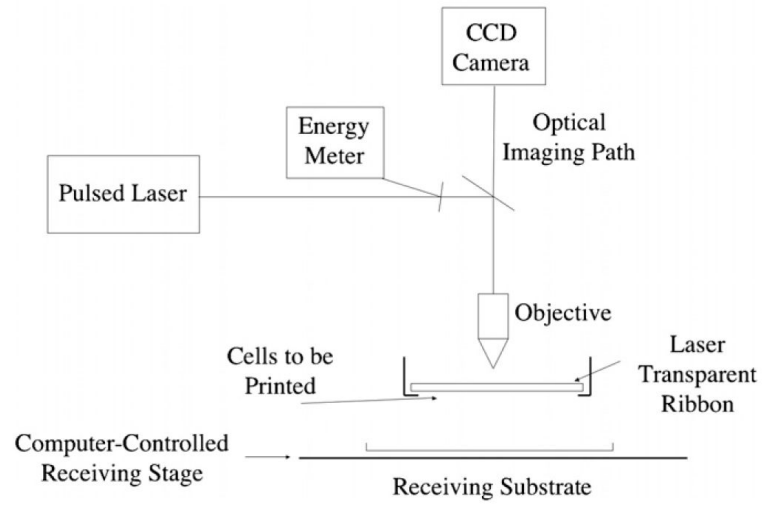 CCD
Camera
Energy
Meter
Optical
Imaging Path
Pulsed Laser
Objective
Cells to be
Printed
Laser
Transparent
Ribbon
Computer-Controlled
Receiving Stage
Receiving Substrate